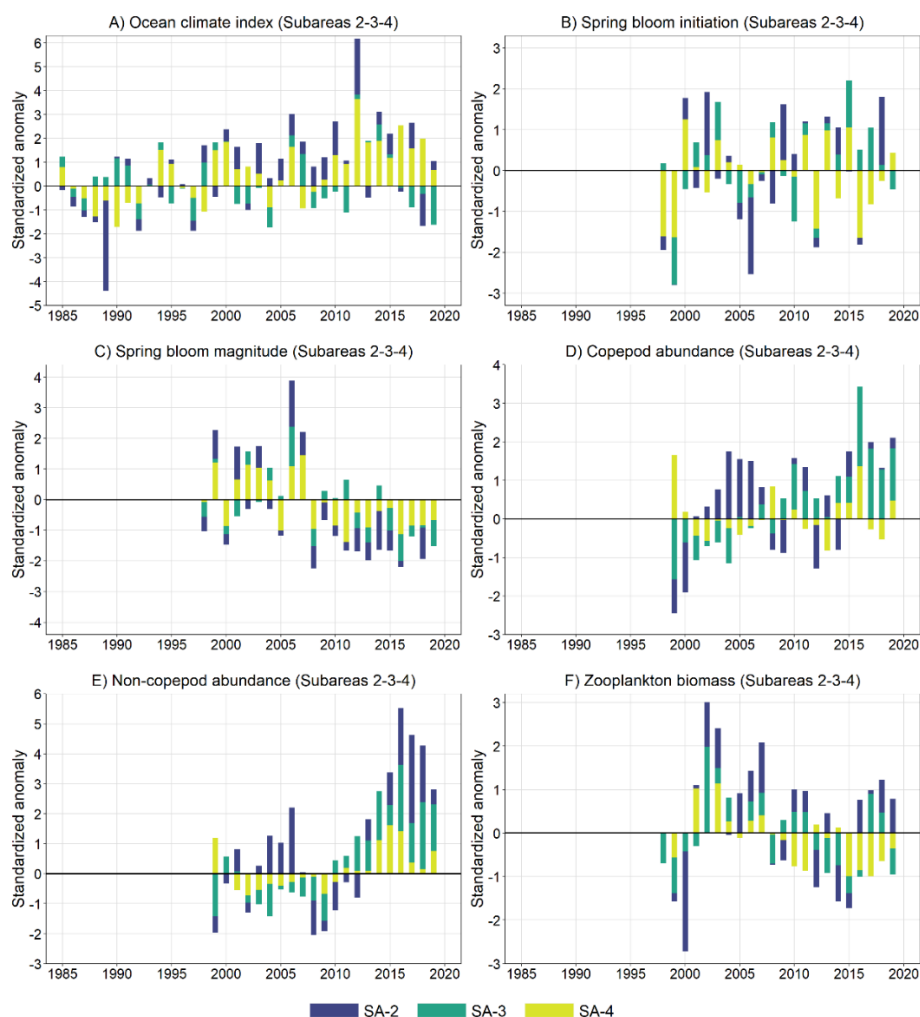 A) Ocean climate index (Subareas 2-3-4)
Standardized anomaly
6
5
4
3
2
1
0
-1
-2
-3
-4
-5
1985 1990 1995 2000 2005 2010 2015 2020
B) Spring bloom initiation (Subareas 2-3-4)
Standardized anomaly
3
2
1
0
-1
-2
-3
1985 1990 1995 2000 2005 2010 2015 2020
C) Spring bloom magnitude (Subareas 2-3-4)
Standardized anomaly
4
3
2
1
0
-1
-2
-3
-4
1985 1990 1995 2000 2005 2010 2015 2020
D) Copepod abundance (Subareas 2-3-4)
Standardized anomaly
4
3
2
1
0
-1
-2
-3
1985 1990 1995 2000 2005 2010 2015 2020
E) Non-copepod abundance (Subareas 2-3-4)
Standardized anomaly
6
5
4
3
2
1
0
-1
-2
-3
1985 1990 1995 2000 2005 2010 2015 2020
F) Zooplankton biomass (Subareas 2-3-4)
Standardized anomaly
3
2
1
0
-1
-2
-3
1985 1990 1995 2000 2005 2010 2015 2020
SA-2 SA-3 SA-4